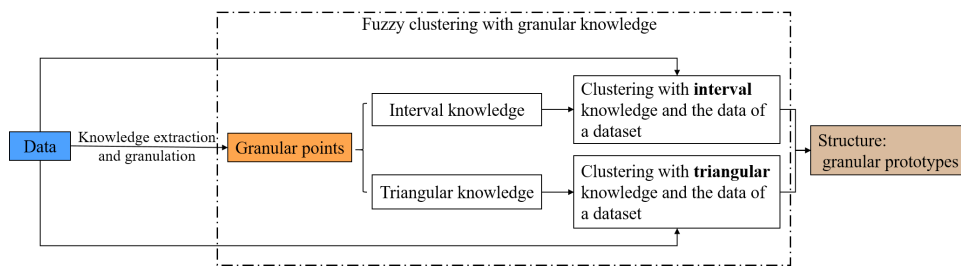 Fuzzy clustering with granular knowledge
Data
Knowledge extraction
and granulation
Granular points
Interval knowledge
Triangular knowledge
Clustering with interval
knowledge and the data of
a dataset
Clustering with triangular
knowledge and the data of
a dataset
Structure:
granular prototypes